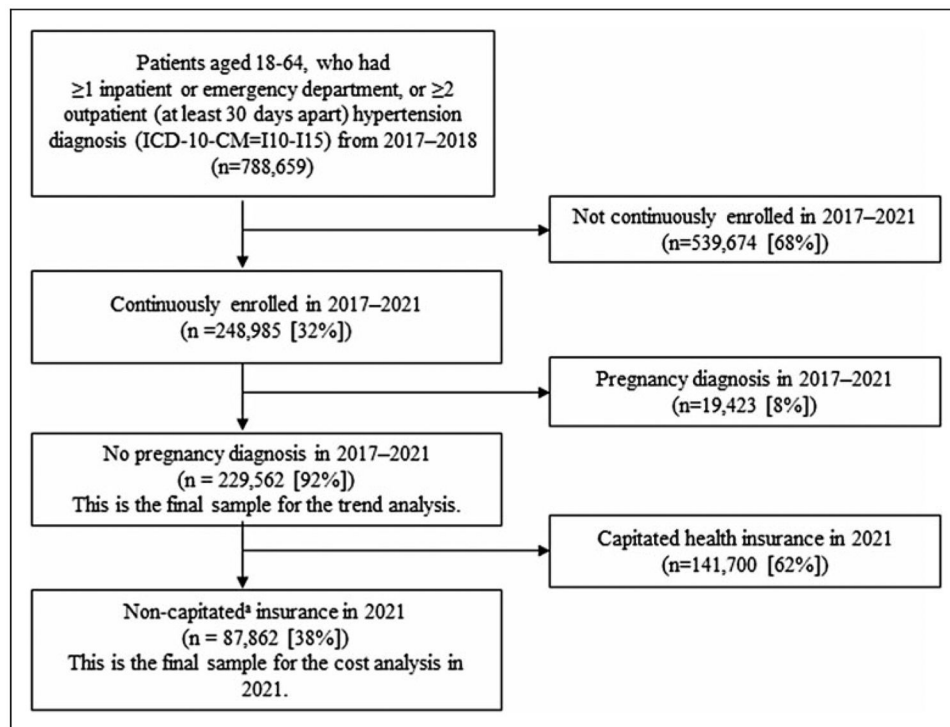 Patients aged 18-64, who had
≥1 inpatient or emergency department, or ≥2
outpatient (at least 30 days apart) hypertension
diagnosis (ICD-10-CM=I10-I15) from 2017–2018
(n=788,659)
Not continuously enrolled in 2017–2021
(n=539,674 [68%])
Continuously enrolled in 2017–2021
(n =248,985 [32%])
Pregnancy diagnosis in 2017–2021
(n=19,423 [8%])
No pregnancy diagnosis in 2017–2021
(n = 229,562 [92%])
This is the final sample for the trend analysis.
Capitated health insurance in 2021
(n=141,700 [62%])
Non-capitatedᵃ insurance in 2021
(n = 87,862 [38%])
This is the final sample for the cost analysis in
2021.